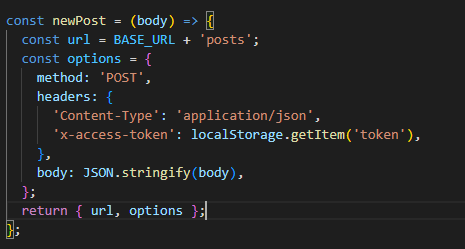 const newPost = (body) => {
  const url = BASE_URL + 'posts';
  const options = {
    method: 'POST',
    headers: {
      'Content-Type': 'application/json',
      'x-access-token': localStorage.getItem('token'),
    },
    body: JSON.stringify(body),
  };
  return { url, options };
};